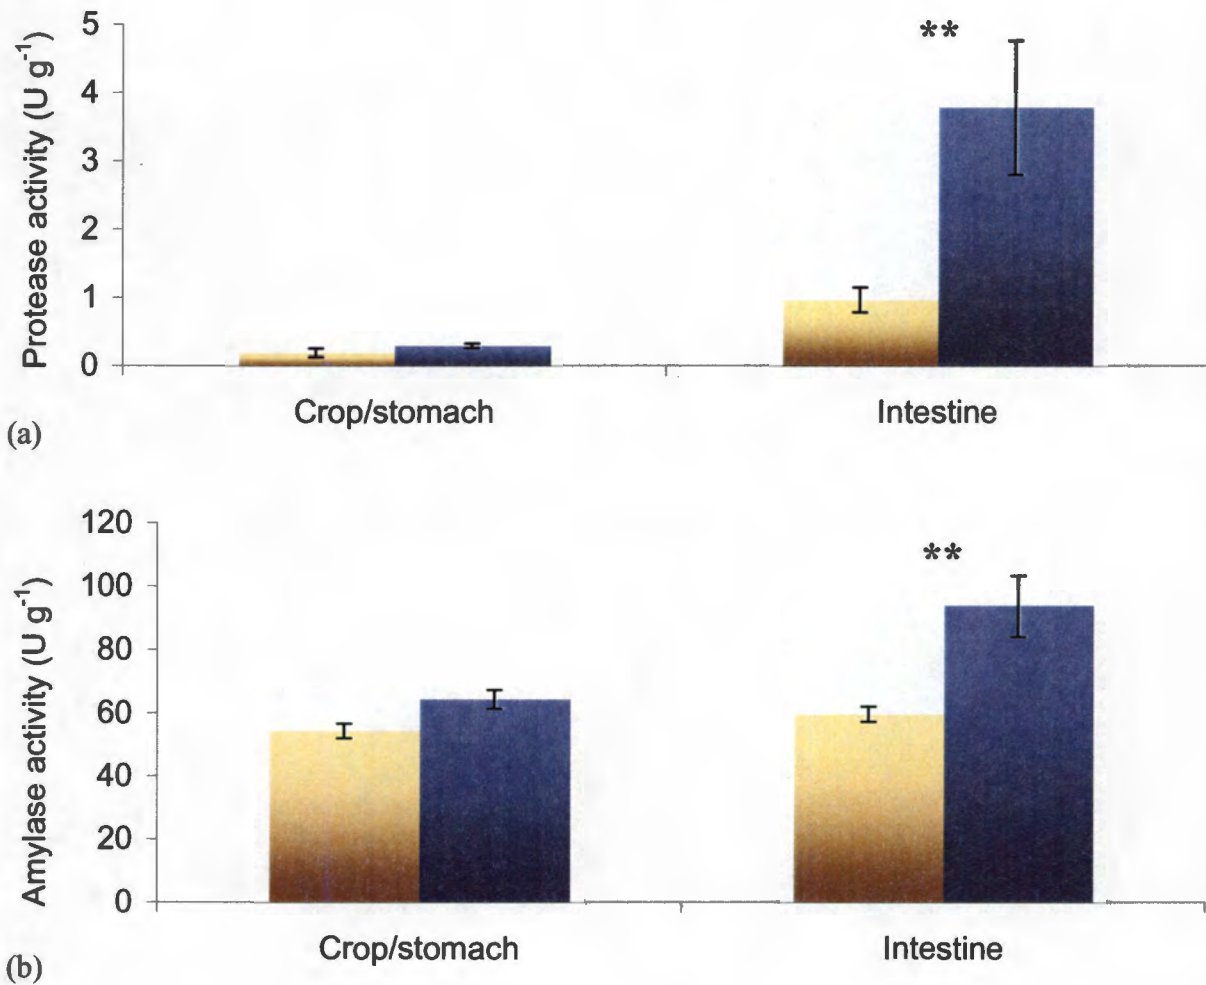 5
4
3
2
1
0
Protease activity (U g⁻¹)
**
Crop/stomach Intestine
(a)
120
100
80
60
40
20
0
Amylase activity (U g⁻¹)
**
Crop/stomach Intestine
(b)